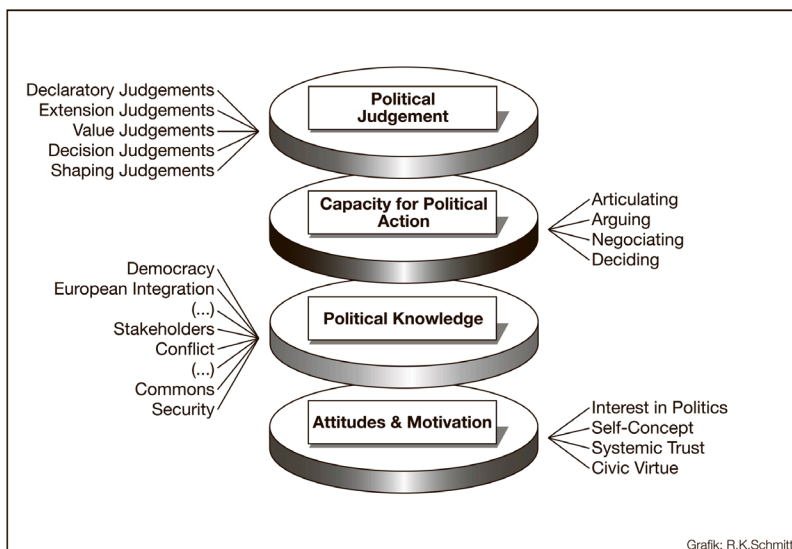 Declaratory Judgements
Extension Judgements
Value Judgements
Decision Judgements
Shaping Judgements
Political
Judgement
Capacity for Political
Action
Articulating
Arguing
Negociating
Deciding
Democracy
European Integration
(...)
Stakeholders
Conflict
(...)
Commons
Security
Political Knowledge
Attitudes & Motivation
Interest in Politics
Self-Concept
Systemic Trust
Civic Virtue
Grafik: R.K.Schmitt